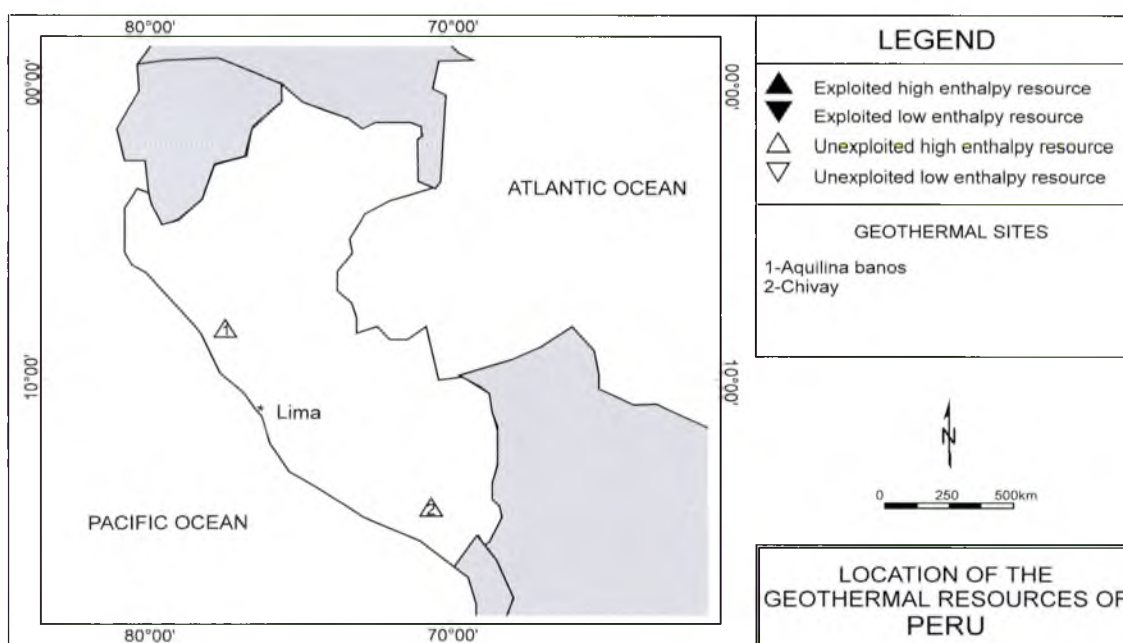 80°00' 70°00'
00°00'
00°00'
10°00'
10°00'
ATLANTIC OCEAN
1
Lima
2
PACIFIC OCEAN
80°00' 70°00'
LEGEND
Exploited high enthalpy resource
Exploited low enthalpy resource
Unexploited high enthalpy resource
Unexploited low enthalpy resource
GEOTHERMAL SITES
1-Aquilina banos
2-Chivay
N
0 250 500km
LOCATION OF THE
GEOTHERMAL RESOURCES OF
PERU